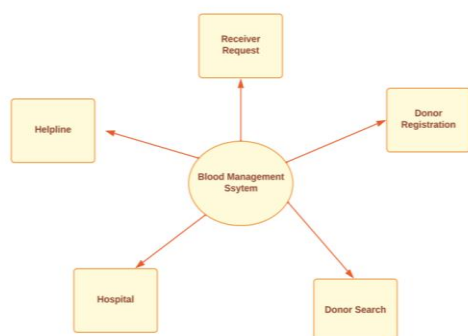 Receiver
Request
Donor
Registration
Helpline
Blood Management
Ssytem
Hospital
Donor Search